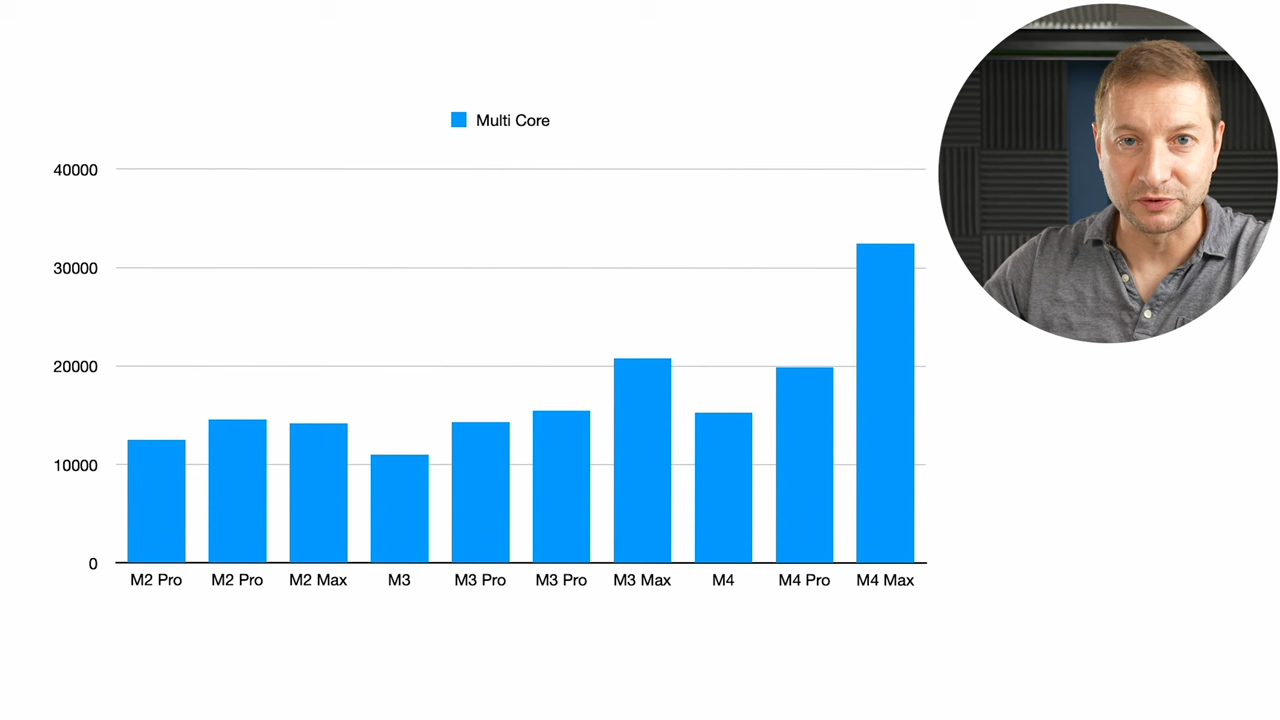 Multi Core
40000
30000
20000
10000
0
M2 Pro M2 Pro M2 Max M3 M3 Pro M3 Pro M3 Max M4 M4 Pro M4 Max